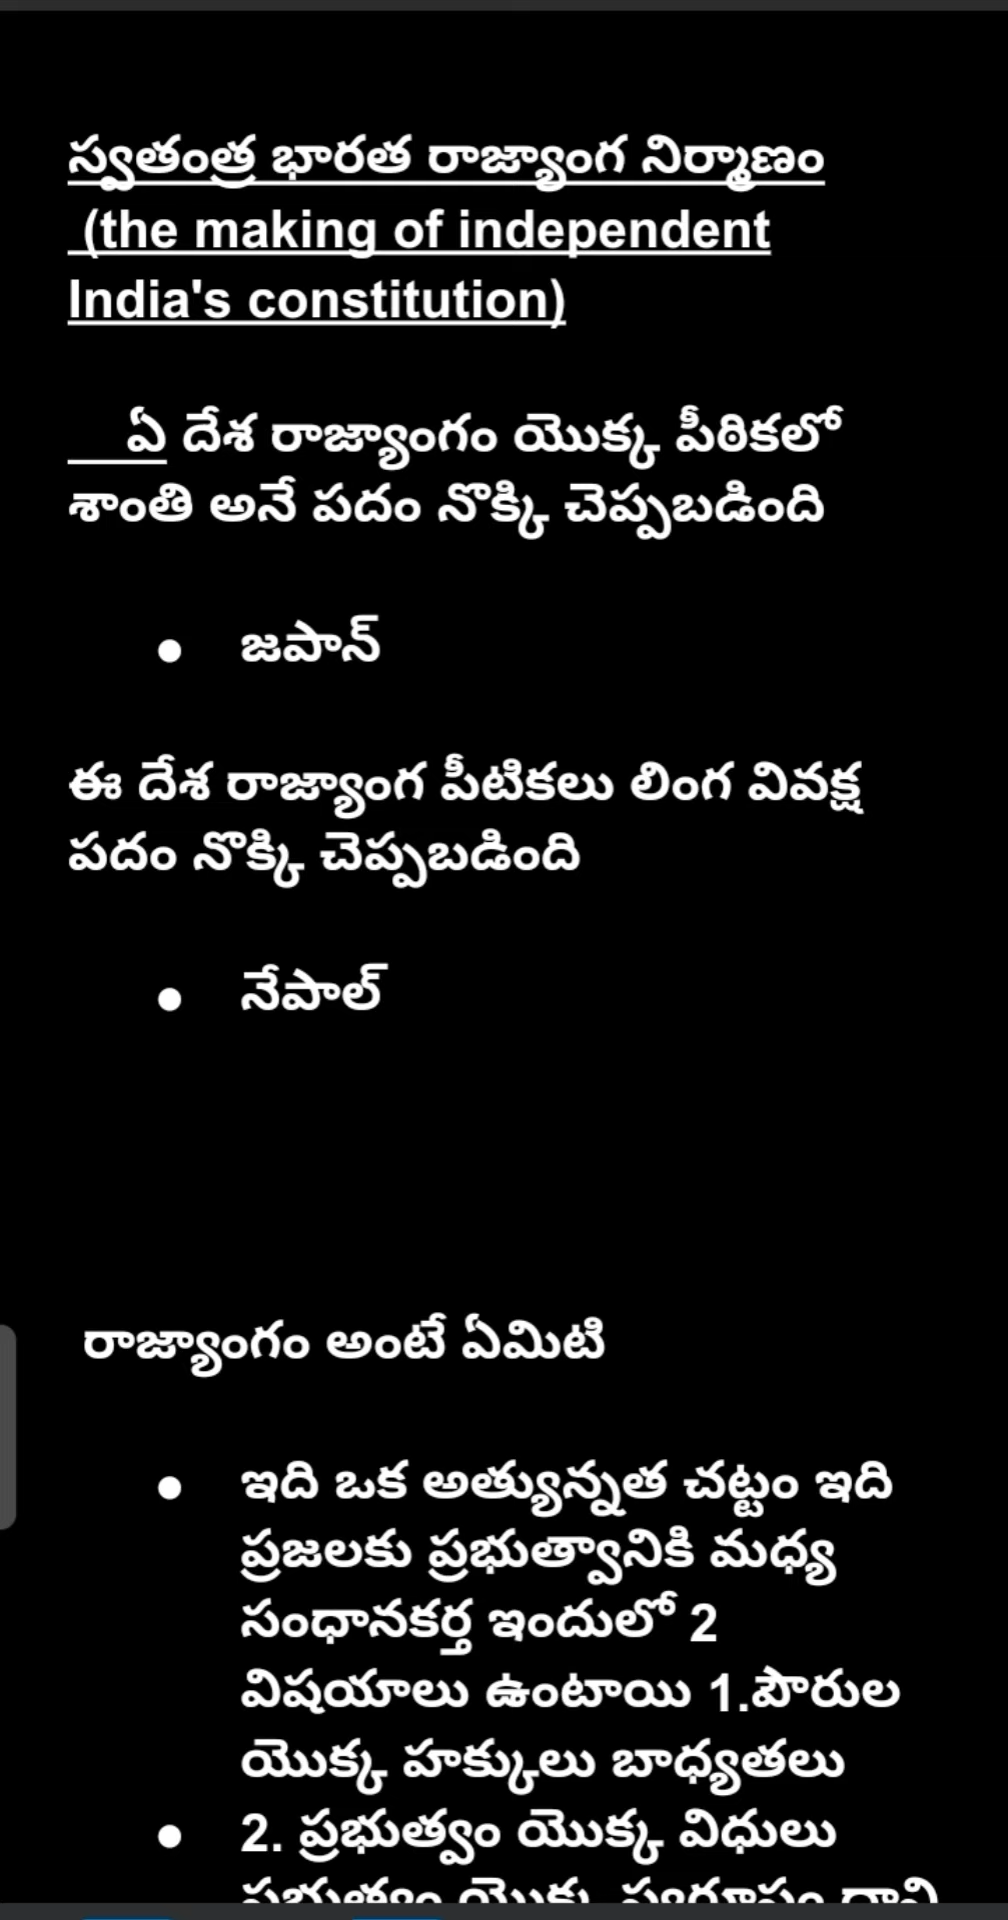 స్వతంత్ర భారత రాజ్యాంగ నిర్మాణం
(the making of independent
India's constitution)
ఏ దేశ రాజ్యాంగం యొక్క పీఠికలో
శాంతి అనే పదం నొక్కి చెప్పబడింది
• జపాన్
ఈ దేశ రాజ్యాంగ పీటికలు లింగ వివక్ష
పదం నొక్కి చెప్పబడింది
• నేపాల్
రాజ్యాంగం అంటే ఏమిటి
• ఇది ఒక అత్యున్నత చట్టం ఇది
ప్రజలకు ప్రభుత్వానికి మధ్య
సంధానకర్త ఇందులో 2
విషయాలు ఉంటాయి 1.పౌరుల
యొక్క హక్కులు బాధ్యతలు
• 2. ప్రభుత్వం యొక్క విధులు